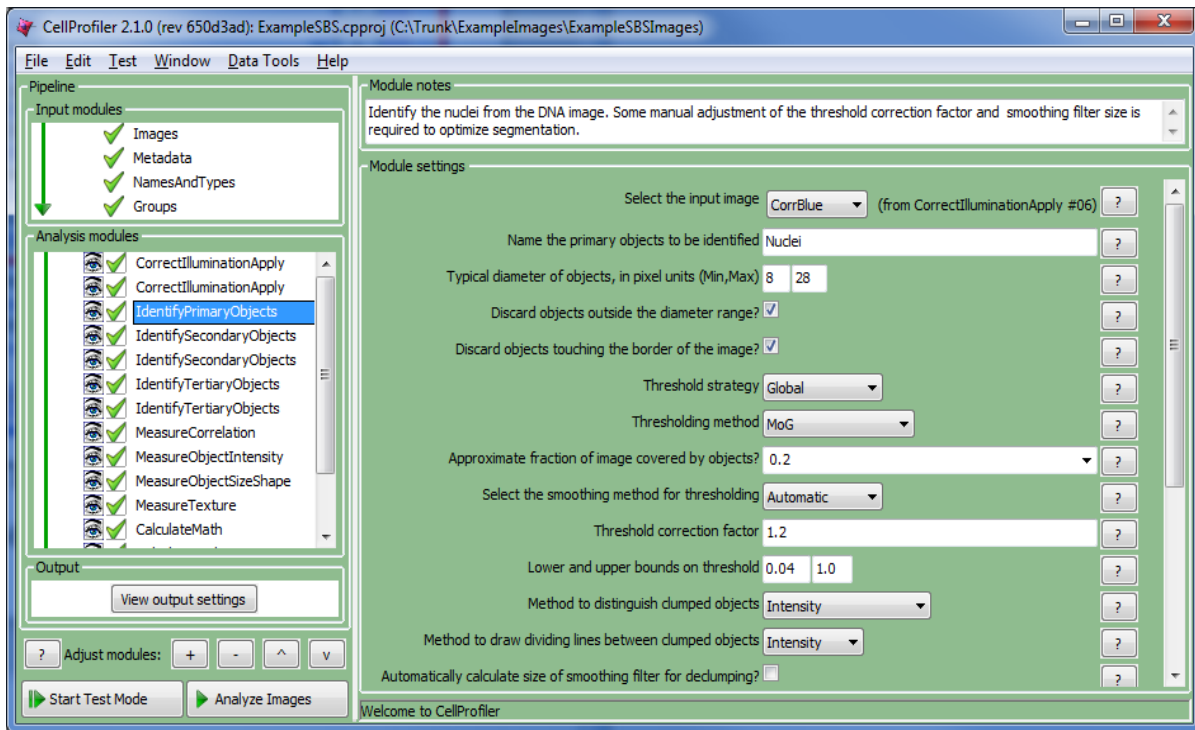 CellProfiler 2.1.0 (rev 650d3ad): ExampleSBS.cpproj (C:\Trunk\ExampleImages\ExampleSBSImages)
File Edit Test Window Data Tools Help
Pipeline
Input modules
Images
Metadata
NamesAndTypes
Groups
Analysis modules
CorrectIlluminationApply
CorrectIlluminationApply
IdentifyPrimaryObjects
IdentifySecondaryObjects
IdentifySecondaryObjects
IdentifyTertiaryObjects
IdentifyTertiaryObjects
MeasureCorrelation
MeasureObjectIntensity
MeasureObjectSizeShape
MeasureTexture
CalculateMath
Output
View output settings
? Adjust modules: + - ^ v
Start Test Mode Analyze Images
Module notes
Identify the nuclei from the DNA image. Some manual adjustment of the threshold correction factor and smoothing filter size is
required to optimize segmentation.
Module settings
Select the input image CorrBlue (from CorrectIlluminationApply #06) ?
Name the primary objects to be identified Nuclei ?
Typical diameter of objects, in pixel units (Min,Max) 8 28 ?
Discard objects outside the diameter range? ?
Discard objects touching the border of the image? ?
Threshold strategy Global ?
Thresholding method MoG ?
Approximate fraction of image covered by objects? 0.2 ?
Select the smoothing method for thresholding Automatic ?
Threshold correction factor 1.2 ?
Lower and upper bounds on threshold 0.04 1.0 ?
Method to distinguish clumped objects Intensity ?
Method to draw dividing lines between clumped objects Intensity ?
Automatically calculate size of smoothing filter for declumping? ?
Welcome to CellProfiler